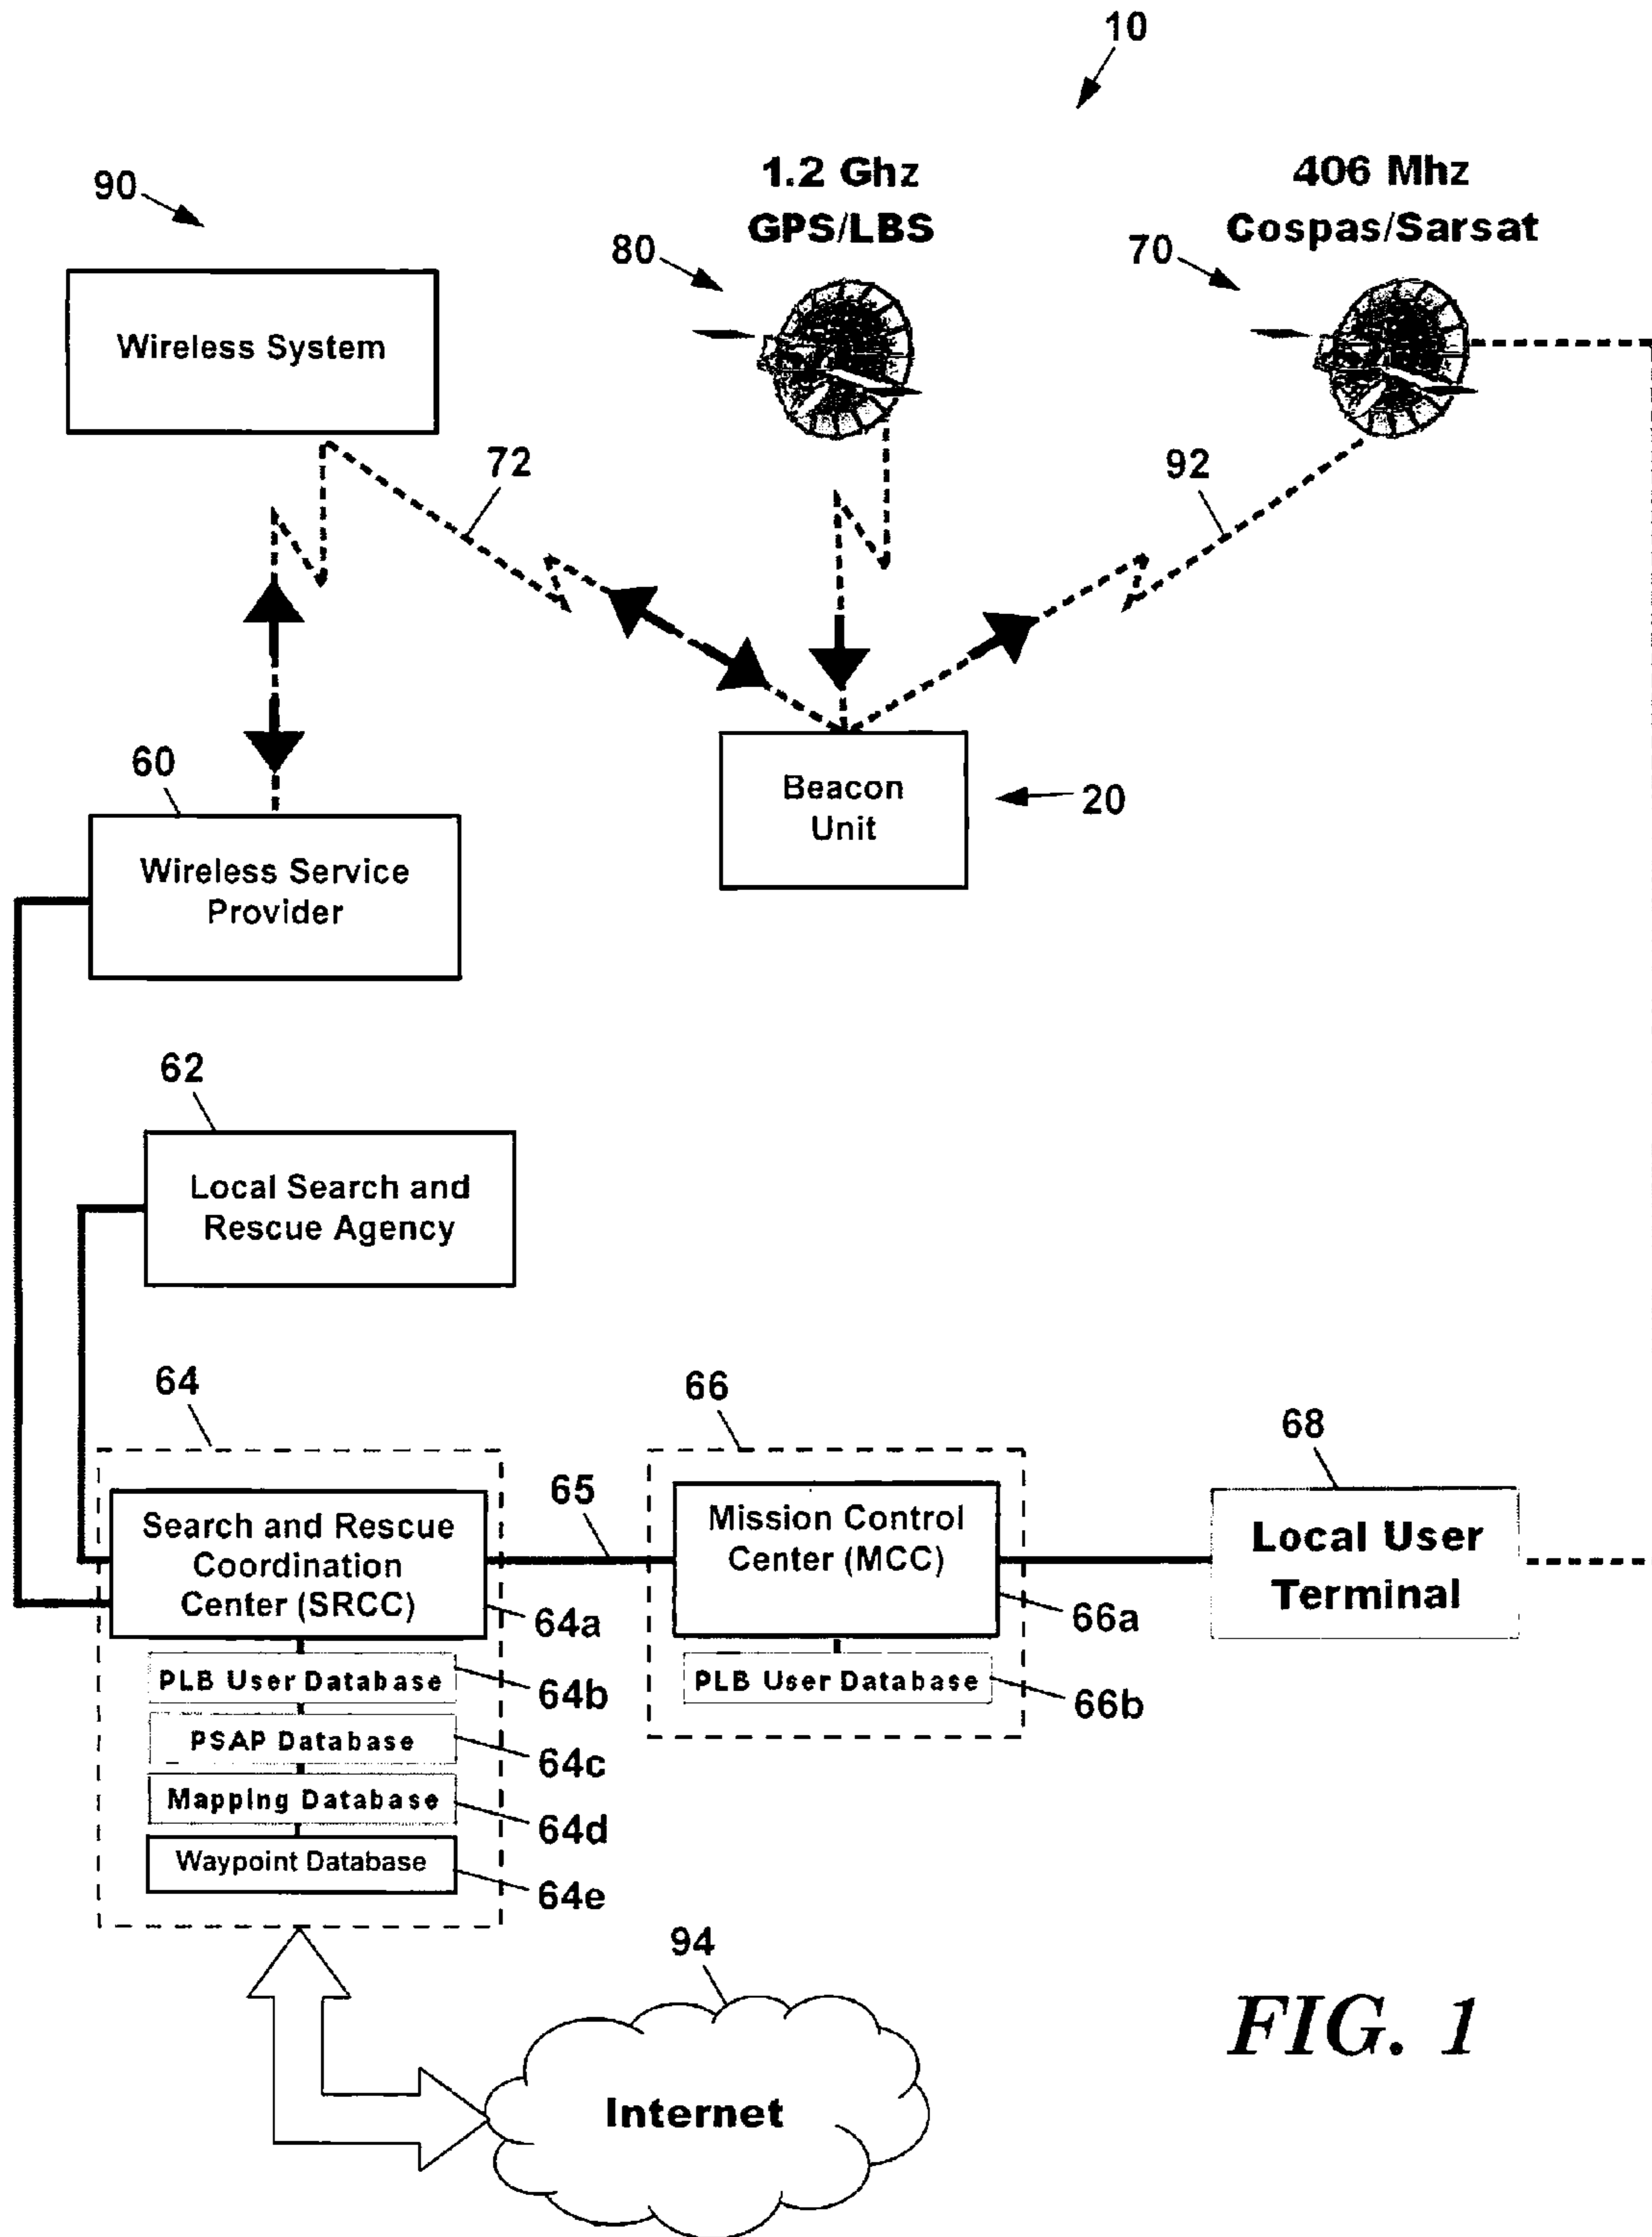 10
90
1.2 Ghz
GPS/LBS
406 Mhz
Cospas/Sarsat
80
70
Wireless System
72
92
60
Beacon
Unit
20
Wireless Service
Provider
62
Local Search and
Rescue Agency
64
66
68
Search and Rescue
Coordination
Center (SRCC)
65
Mission Control
Center (MCC)
Local User
Terminal
64a
66a
PLB User Database
64b
PLB User Database
66b
PSAP Database
64c
Mapping Database
64d
Waypoint Database
64e
94
Internet
FIG. 1